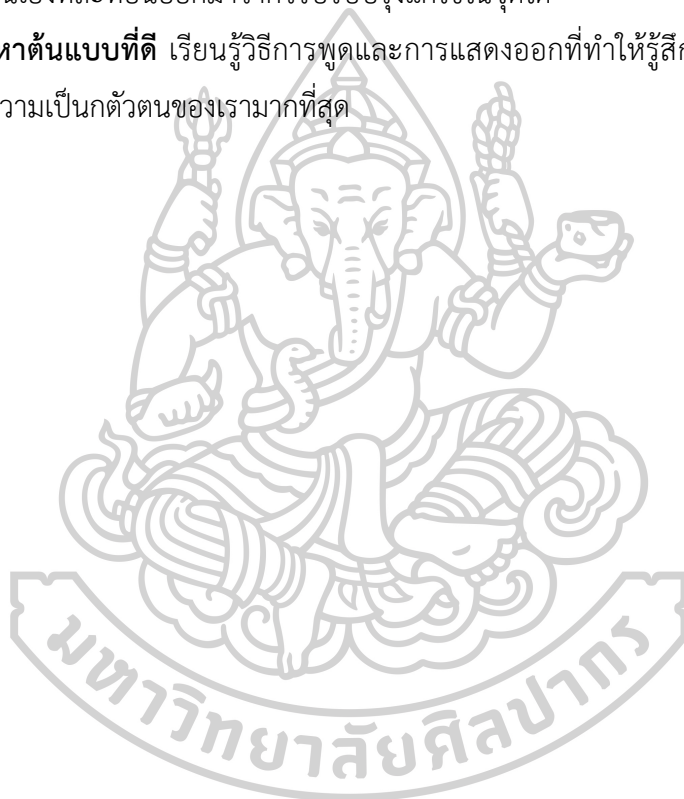 หาต้นแบบที่ดี เรียนรู้วิธีการพูดและการแสดงออกที่ทำให้รู้สึก
ความเป็นกตัวตนของเรามากที่สุด
มหาวิทยาลัยศิลปากร